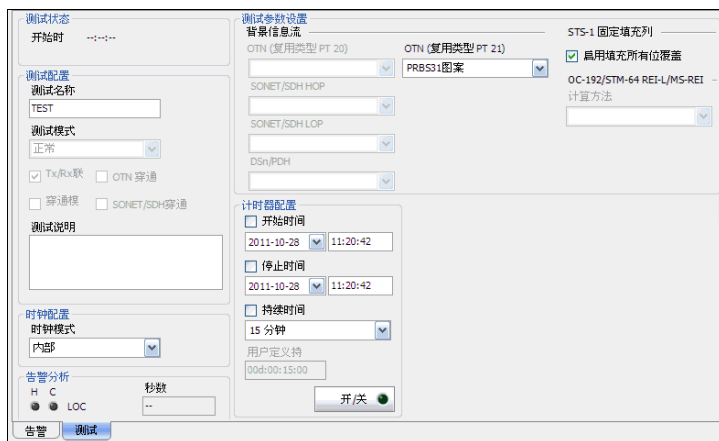 测试状态
开始时 --:--:--
测试配置
测试名称
TEST
测试模式
正常
Tx/Rx联 OTN 穿通
穿通模 SONET/SDH穿通
测试说明
时钟配置
时钟模式
内部
告警分析
H C 秒数
LOC --
测试参数设置
背景信息流
OTN (复用类型 PT 20)
SONET/SDH HOP
SONET/SDH LOP
DSn/PDH
OTN (复用类型 PT 21)
PRBS31图案
STS-1 固定填充列
启用填充所有位覆盖
OC-192/STM-64 REI-L/MS-REI
计算方法
计时器配置
开始时间
2011-10-28 11:20:42
停止时间
2011-10-28 11:20:42
持续时间
15 分钟
用户定义持
00d:00:15:00
开/关
告警 测试